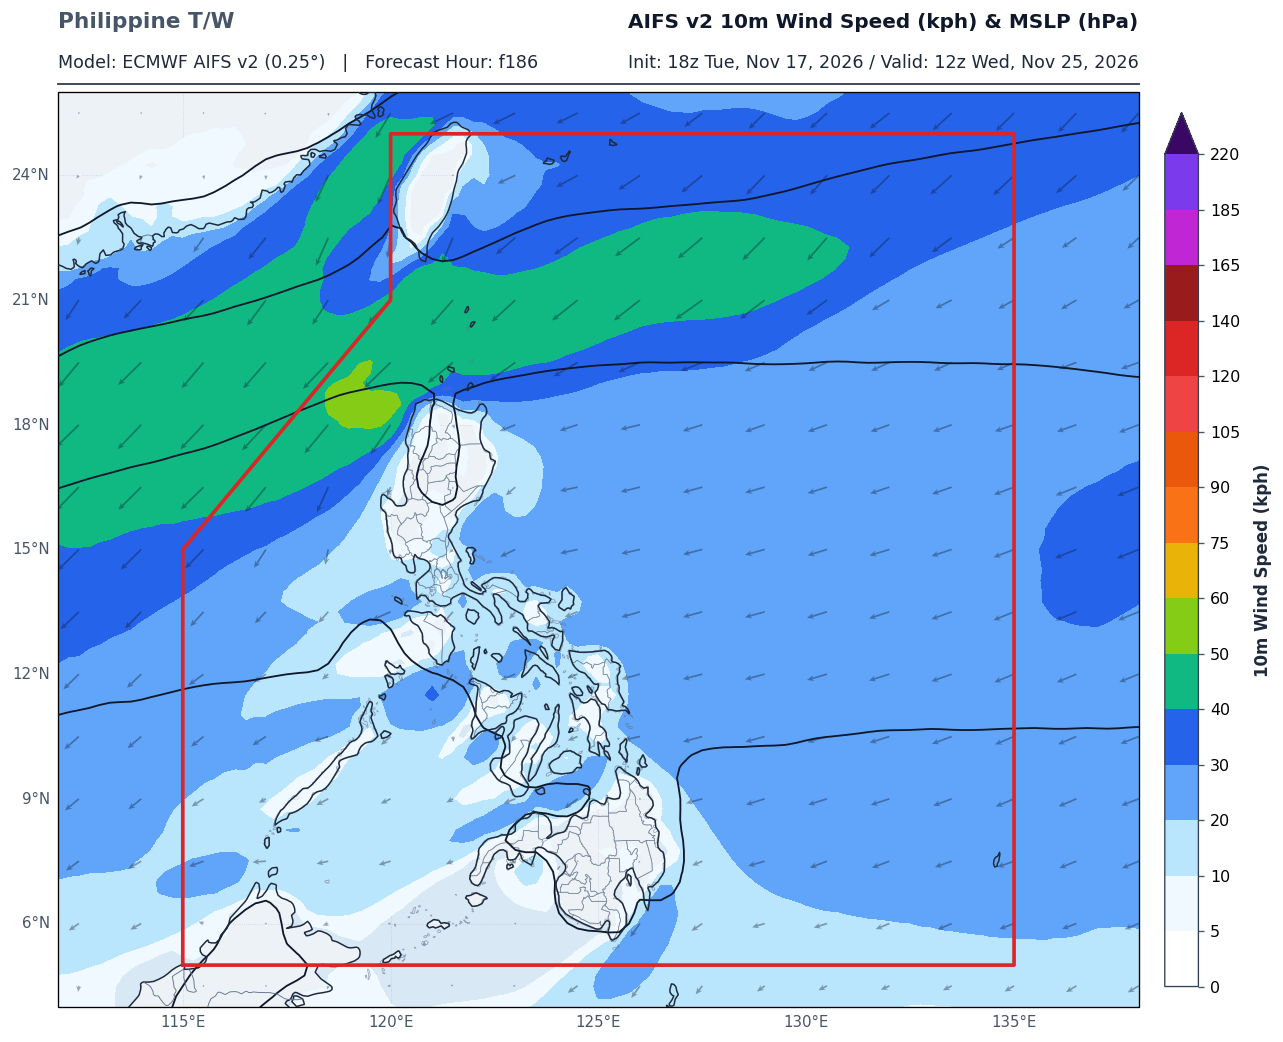 Philippine T/W
AIFS v2 10m Wind Speed (kph) & MSLP (hPa)
Model: ECMWF AIFS v2 (0.25°) | Forecast Hour: f186
Init: 18z Tue, Nov 17, 2026 / Valid: 12z Wed, Nov 25, 2026
24°N
21°N
18°N
15°N
12°N
9°N
6°N
115°E
120°E
125°E
130°E
135°E
220
185
165
140
120
105
90
75
60
50
40
30
20
10
5
0
10m Wind Speed (kph)